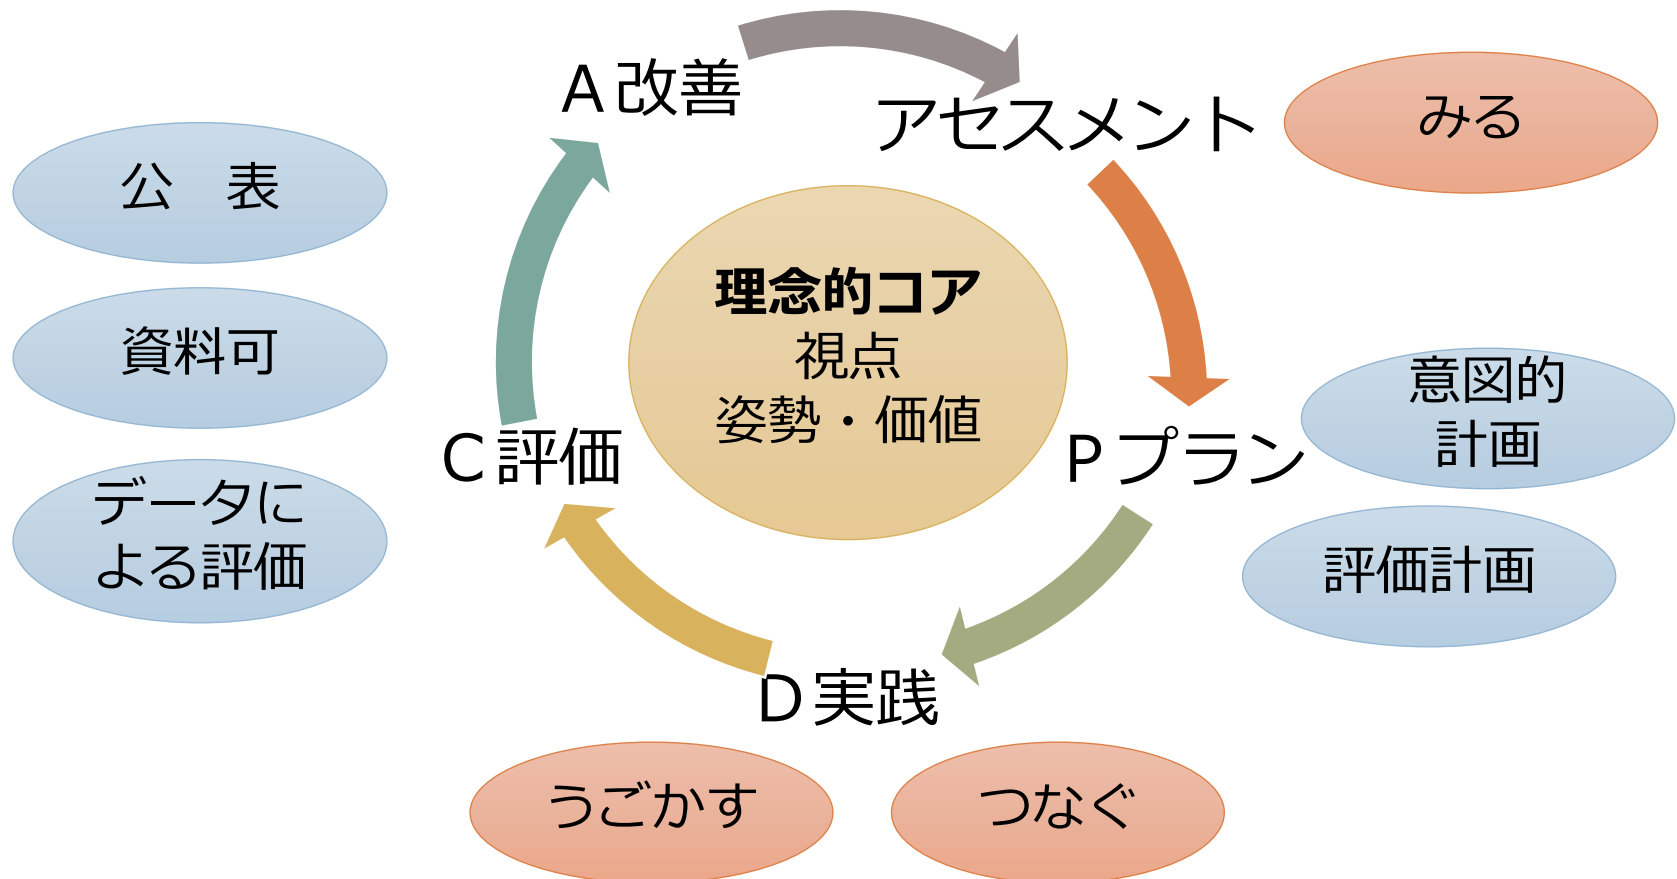 A改善
アセスメント
みる
公　表
理念的コア
視点
姿勢・価値
資料可
意図的
計画
C評価
Pプラン
データに
よる評価
評価計画
D実践
うごかす
つなぐ